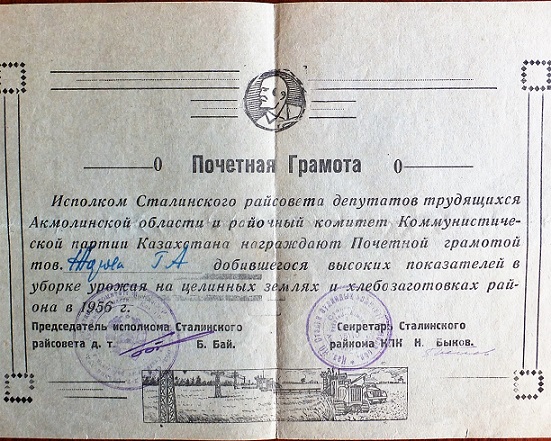 Почетная Грамота
Исполком Сталинского райсовета депутатов трудящихся
Акмолинской области и районный комитет Коммунистиче-
ской партии Казахстана награждают Почетной грамотой
тов. ГА добившегося высоких показателей в
уборке урожая на целинных землях и хлебозаготовках рай-
она в 1956 г.
Председатель исполкома Сталинского
райсовета д. т. Б. Бай.
Секретарь Сталинского
райкома КПК Н. Быков.